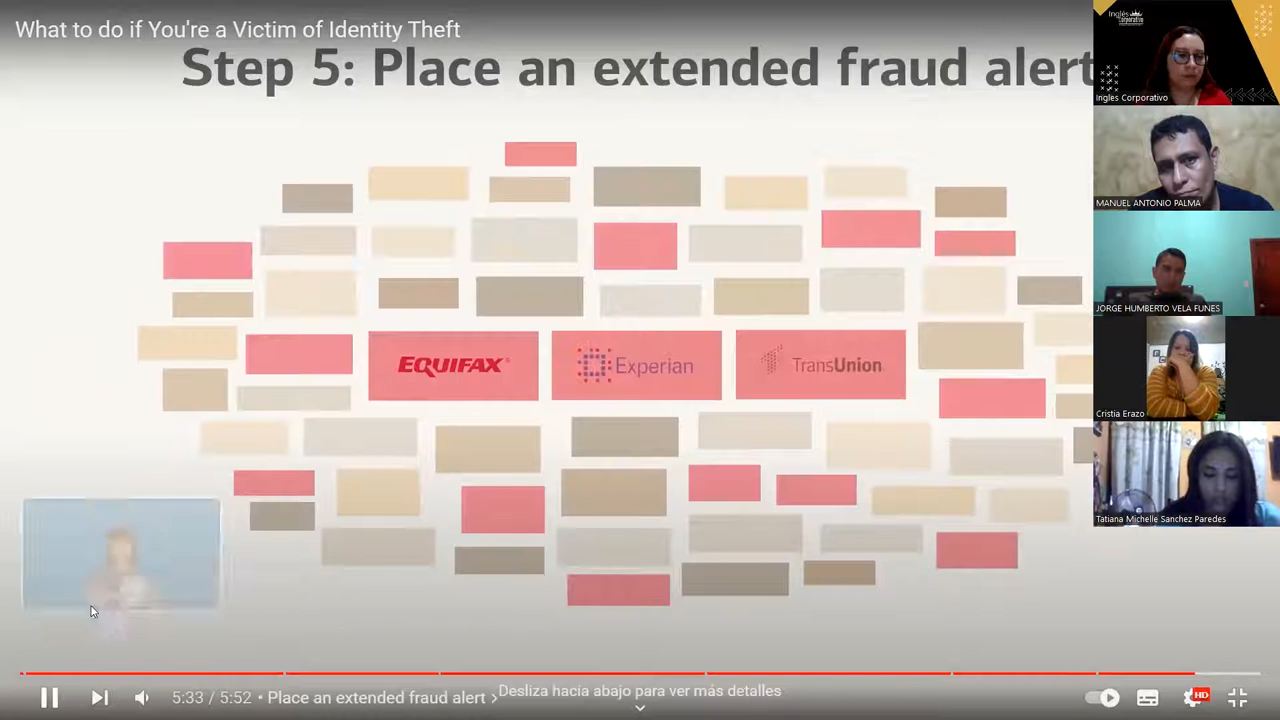 What to do if You're a Victim of Identity Theft
Step 5: Place an extended fraud alert
EQUIFAX
Experian
TransUnion
5:33 / 5:52 • Place an extended fraud alert
Desliza hacia abajo para ver más detalles
HD
Inglés
Corporativo
Ingles Corporativo
MANUEL ANTONIO PALMA
JORGE HUMBERTO VELA FUNES
Cristia Erazo
Tatiana Michelle Sanchez Paredes